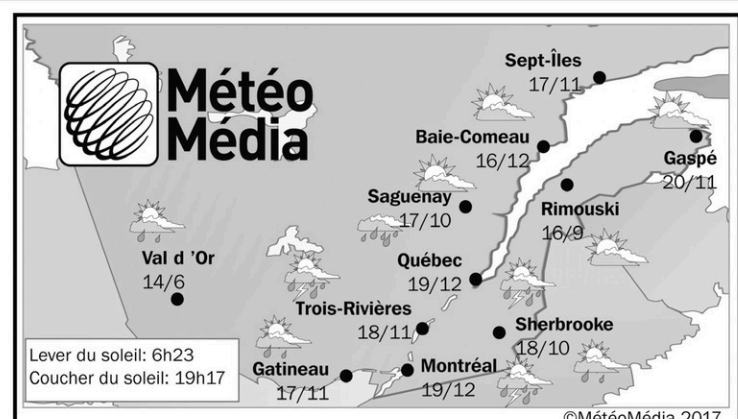 Météo
Média
Sept-Îles
17/11
Baie-Comeau
16/12
Gaspé
20/11
Saguenay
17/10
Rimouski
16/9
Val d 'Or
14/6
Québec
19/12
Trois-Rivières
18/11
Sherbrooke
18/10
Gatineau
17/11
Montréal
19/12
Lever du soleil: 6h23
Coucher du soleil: 19h17
©MétéoMédia 2017